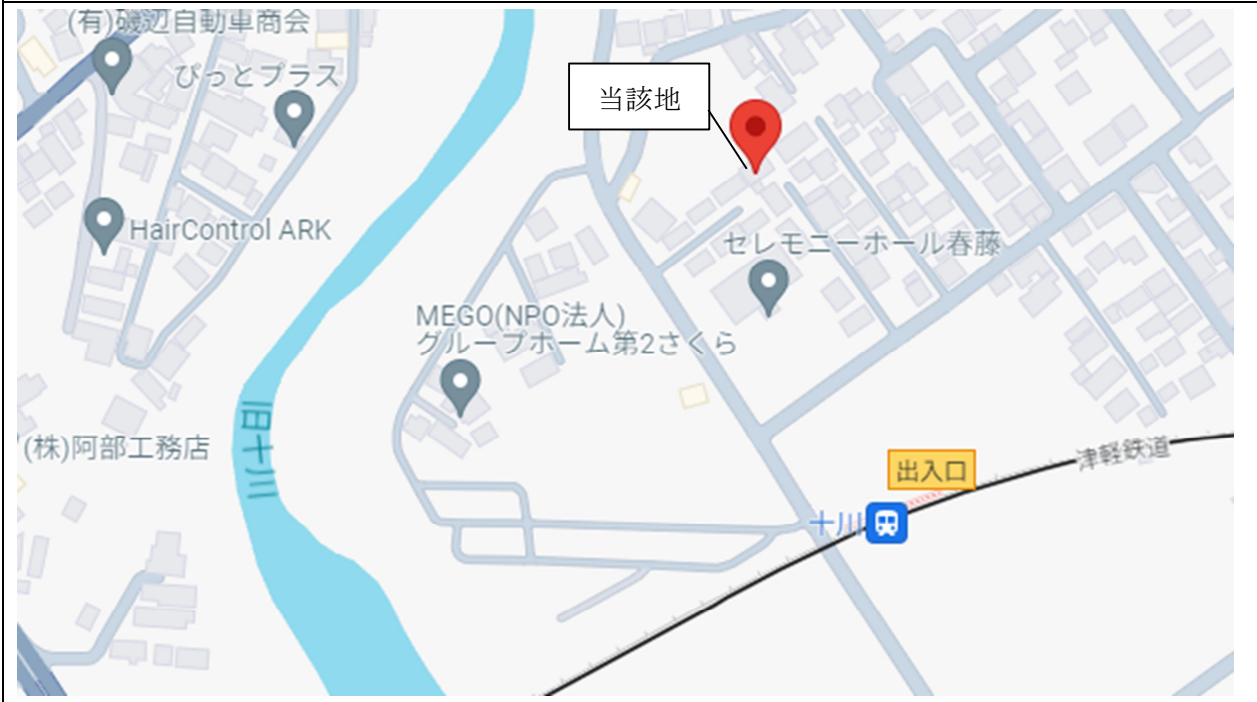 (有)磯辺自動車商会
ぴっとプラス
当該地
HairControl ARK
セレモニーホール春藤
MEGO(NPO法人)
グループホーム第2さくら
旧十川
(株)阿部工務店
津軽鉄道
出入口
十川